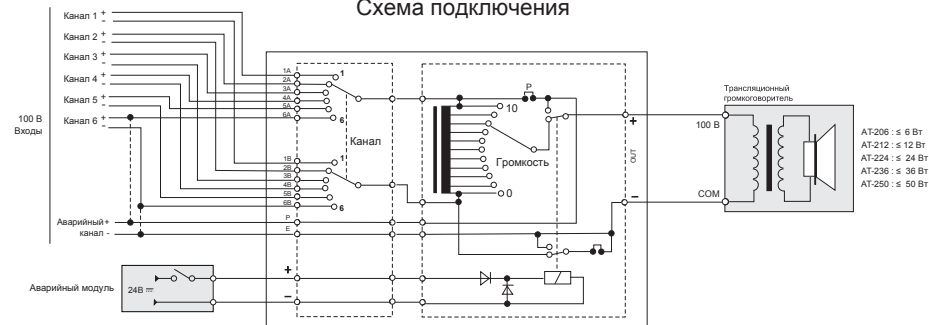 Схема подключения
Канал 1 +
-
Канал 2 +
-
Канал 3 +
-
Канал 4 +
-
Канал 5 +
-
Канал 6 +
-
100 В
Входы
Аварийный+
канал -
Аварийный модуль
24В
1A
2A
3A
4A
5A
6A
1
6
Канал
1B
2B
3B
4B
5B
6B
1
6
P
E
+
–
10
Громкость
0
P
+
OUT
–
Трансляционный
громкоговоритель
100 В
COM
AT-206 : ≤ 6 Вт
AT-212 : ≤ 12 Вт
AT-224 : ≤ 24 Вт
AT-236 : ≤ 36 Вт
AT-250 : ≤ 50 Вт